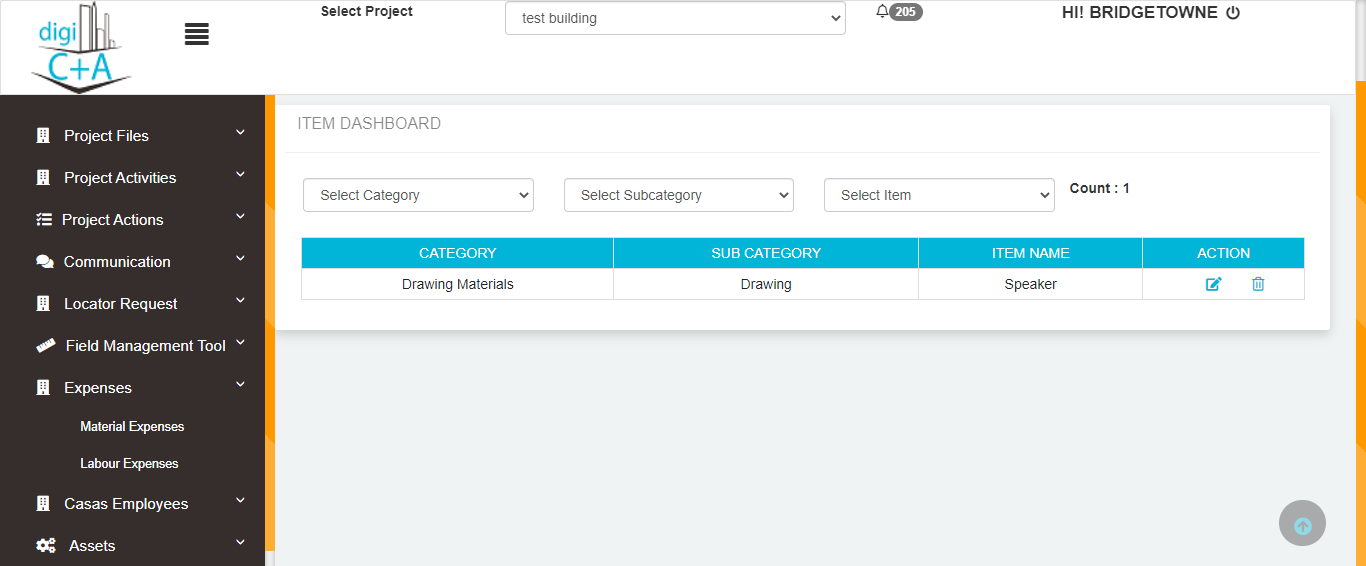 digi
C+A
Select Project
test building
205
HI! BRIDGETOWNE
Project Files
Project Activities
Project Actions
Communication
Locator Request
Field Management Tool
Expenses
Material Expenses
Labour Expenses
Casas Employees
Assets
ITEM DASHBOARD
Select Category
Select Subcategory
Select Item
Count : 1
CATEGORY SUB CATEGORY ITEM NAME ACTION
Drawing Materials Drawing Speaker